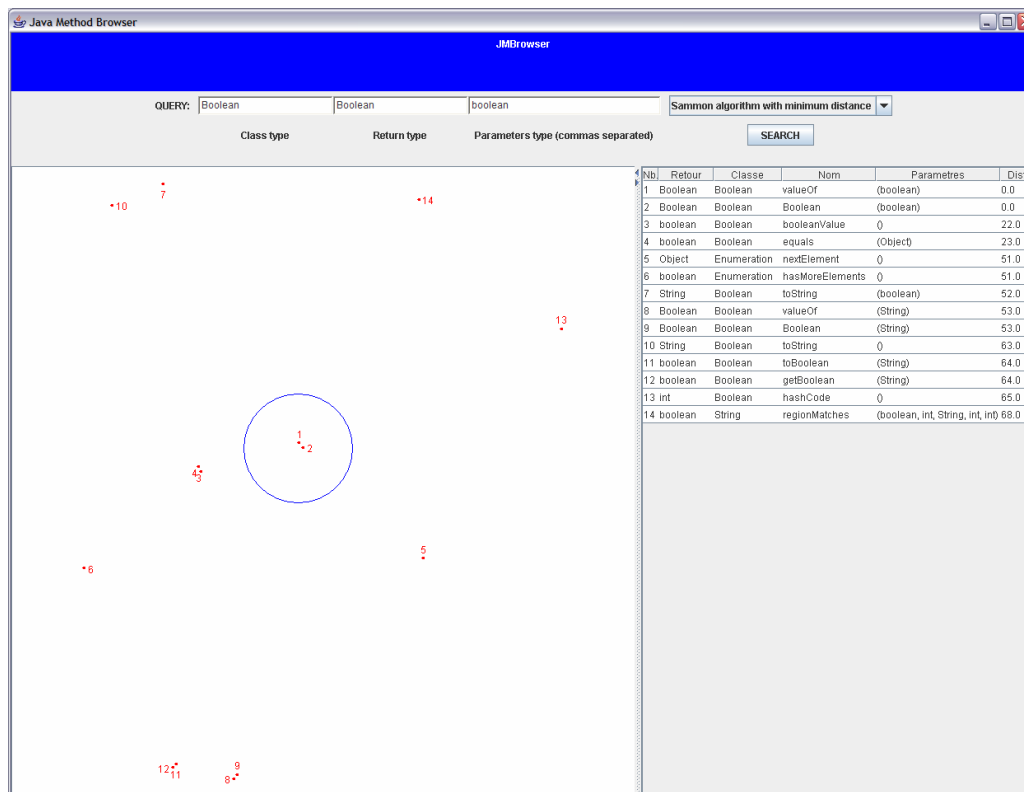 Java Method Browser
JMBrowser
QUERY: Boolean Boolean boolean Sammon algorithm with minimum distance
Class type Return type Parameters type (commas separated) SEARCH
7
10
14
13
1
2
4
3
5
6
12
11
9
8
Nb. Retour Classe Nom Parametres
1 Boolean Boolean valueOf (boolean) 0.0
2 Boolean Boolean Boolean (boolean) 0.0
3 boolean Boolean booleanValue () 22.0
4 boolean Boolean equals (Object) 23.0
5 Object Enumeration nextElement () 51.0
6 boolean Enumeration hasMoreElements () 51.0
7 String Boolean toString (boolean) 52.0
8 Boolean Boolean valueOf (String) 53.0
9 Boolean Boolean Boolean (String) 53.0
10 String Boolean toString () 63.0
11 boolean Boolean toBoolean (String) 64.0
12 boolean Boolean getBoolean (String) 64.0
13 int Boolean hashCode () 65.0
14 boolean String regionMatches (boolean, int, String, int, int) 68.0